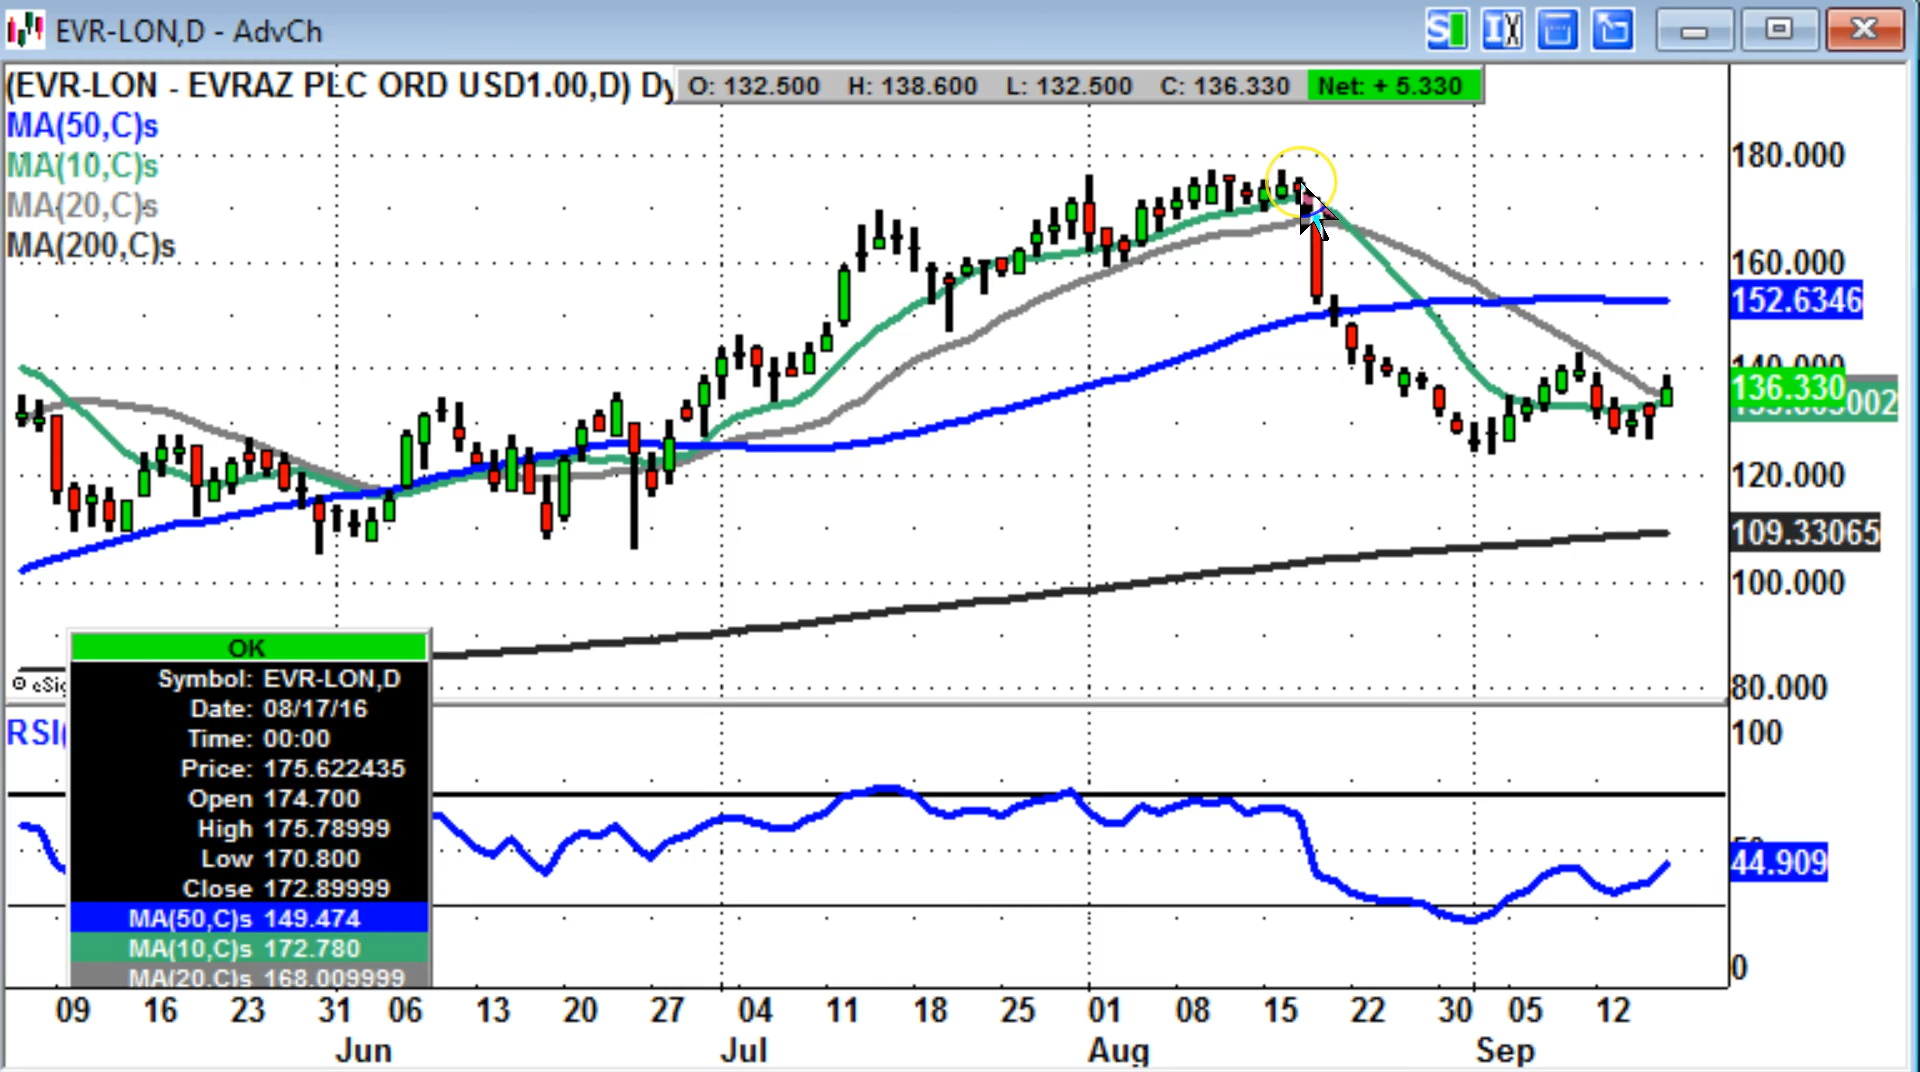 EVR-LON,D - AdvCh
(EVR-LON - EVRAZ PLC ORD USD1.00,D) Dy
O: 132.500 H: 138.600 L: 132.500 C: 136.330 Net: + 5.330
MA(50,C)s
MA(10,C)s
MA(20,C)s
MA(200,C)s
180.000
160.000
152.6346
140.000
136.330
002
120.000
109.33065
100.000
80.000
eSig
OK
Symbol: EVR-LON,D
Date: 08/17/16
Time: 00:00
Price: 175.622435
Open 174.700
High 175.78999
Low 170.800
Close 172.89999
MA(50,C)s 149.474
MA(10,C)s 172.780
MA(20,C)s 168.009999
RSI(
100
44.909
0
09 16 23 31 06 13 20 27 04 11 18 25 01 08 15 22 30 05 12
Jun Jul Aug Sep